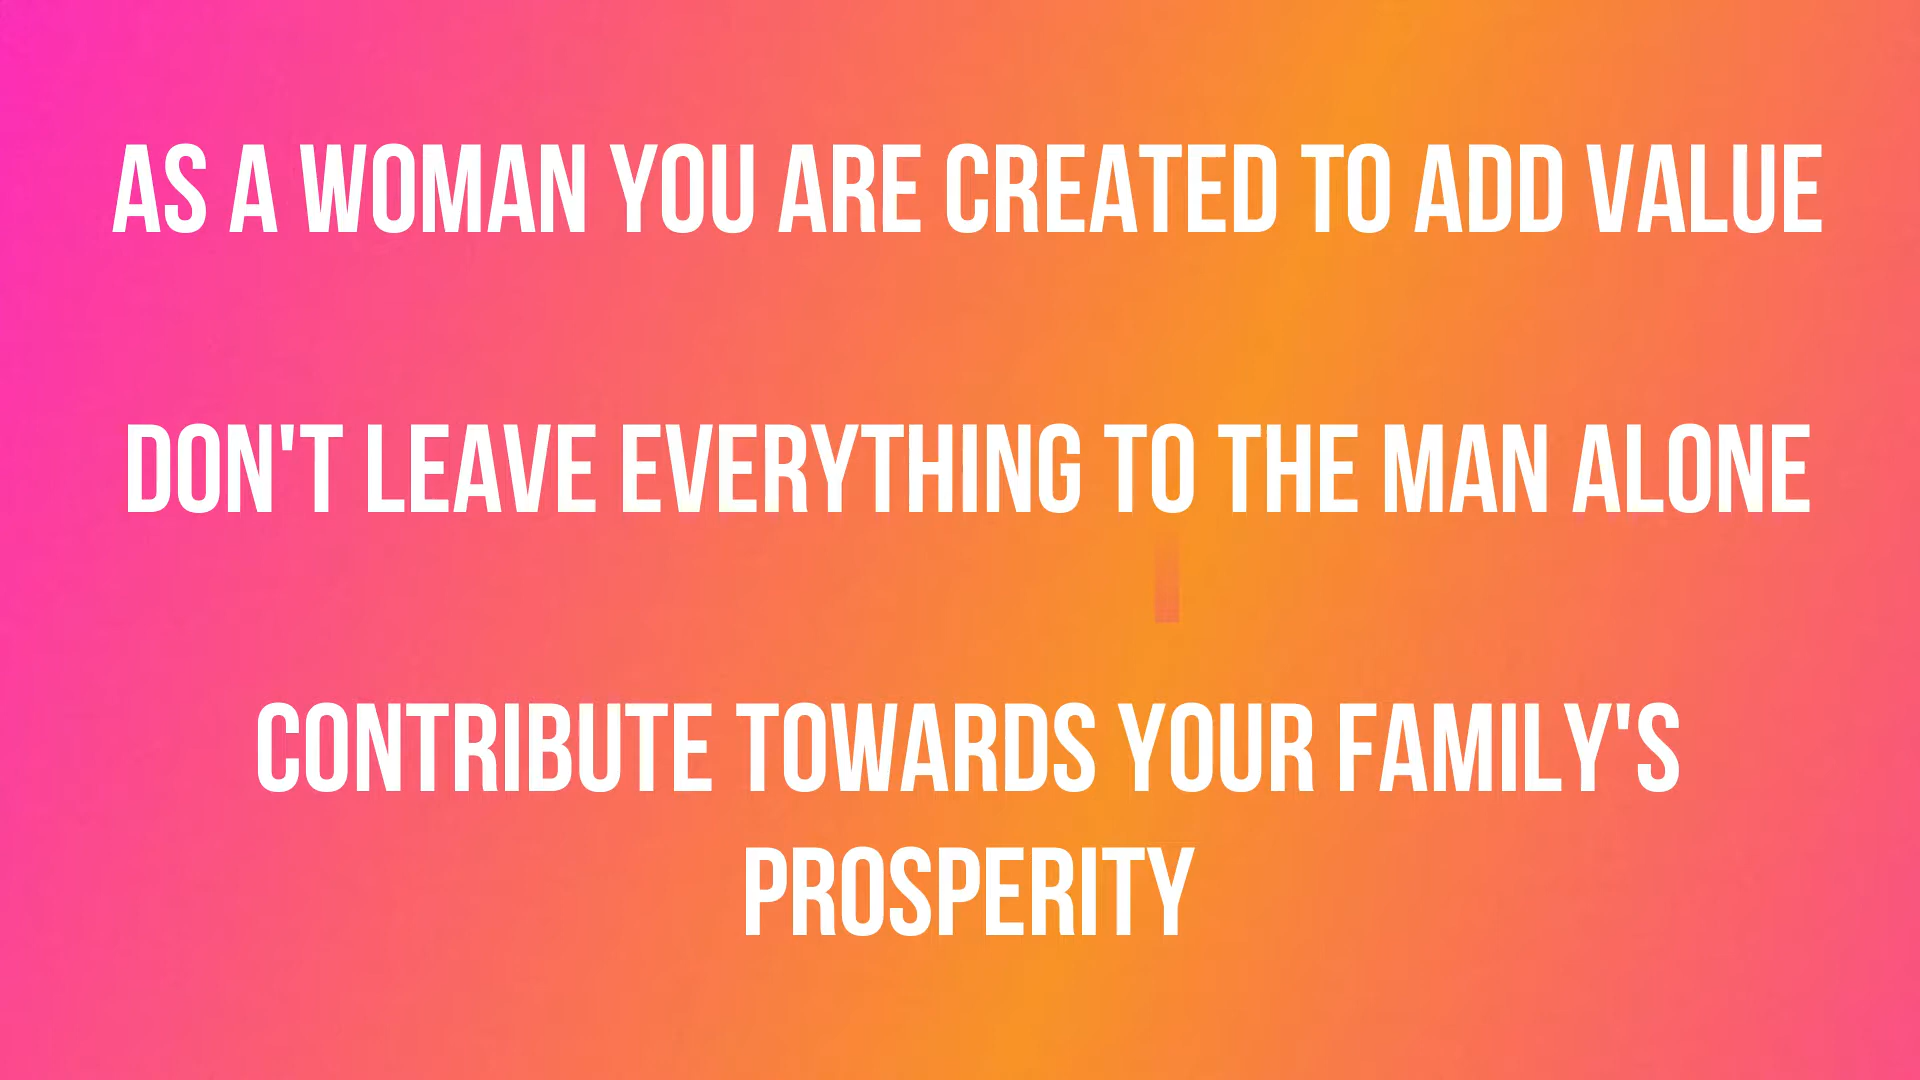 AS A WOMAN YOU ARE CREATED TO ADD VALUE
DON'T LEAVE EVERYTHING TO THE MAN ALONE
CONTRIBUTE TOWARDS YOUR FAMILY'S
PROSPERITY